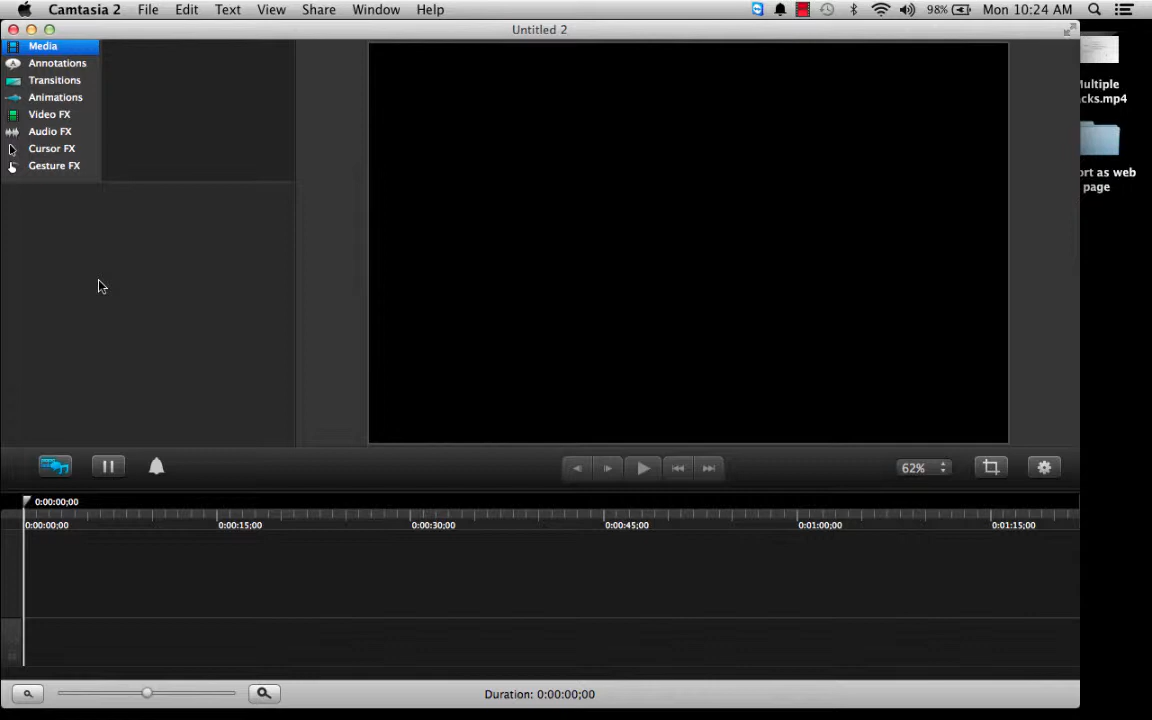 Camtasia 2 File Edit Text View Share Window Help 98% Mon 10:24 AM
Untitled 2
Media
Annotations
Transitions
Animations
Video FX
Audio FX
Cursor FX
Gesture FX
ultiple
cks.mp4
ort as web
page
62%
0:00:00;00
0:00:00;00 0:00:15;00 0:00:30;00 0:00:45;00 0:01:00;00 0:01:15;00
Duration: 0:00:00;00